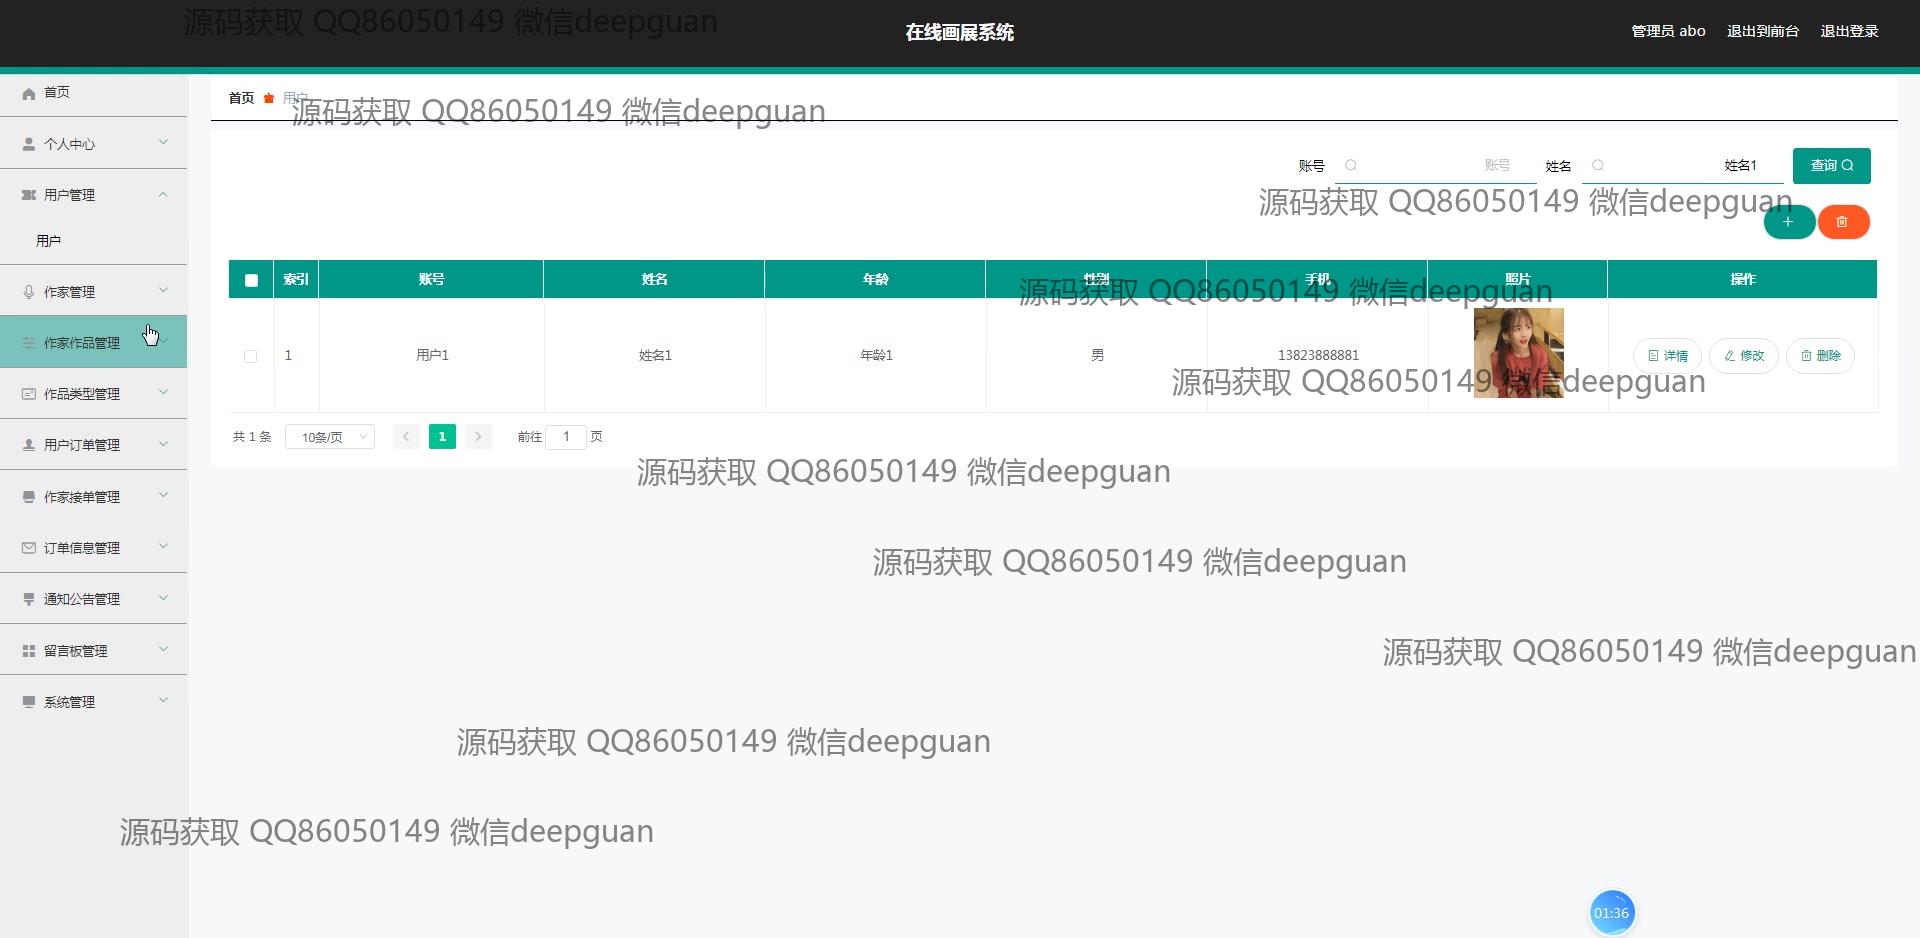 源码获取 QQ86050149 微信deepguan
在线画展系统
管理员 abo 退出到前台 退出登录
首页
个人中心
用户管理
用户
作家管理
作家作品管理
作品类型管理
用户订单管理
作家接单管理
订单信息管理
通知公告管理
留言板管理
系统管理
首页 用户
源码获取 QQ86050149 微信deepguan
账号 账号 姓名 姓名1 查询
源码获取 QQ86050149 微信deepguan
索引 账号 姓名 年龄 性别 手机 照片 操作
源码获取 QQ86050149 微信deepguan
1 用户1 姓名1 年龄1 男 13823888881 详情 修改 删除
源码获取 QQ86050149 微信deepguan
共 1 条 10条/页 1 前往 1 页
源码获取 QQ86050149 微信deepguan
源码获取 QQ86050149 微信deepguan
源码获取 QQ86050149 微信deepguan
源码获取 QQ86050149 微信deepguan
源码获取 QQ86050149 微信deepguan
01:36